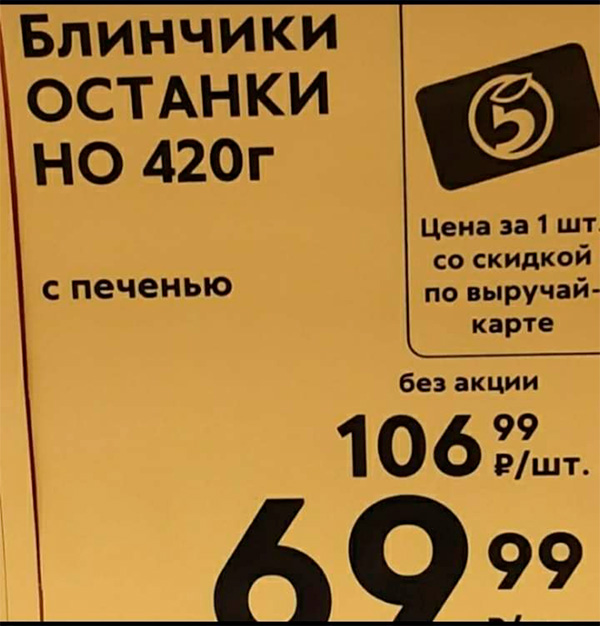 Блинчики
ОСТАНКИ
НО 420г
с печенью
5
Цена за 1 шт.
со скидкой
по выручай-
карте
без акции
106 99
₽/шт.
69 99